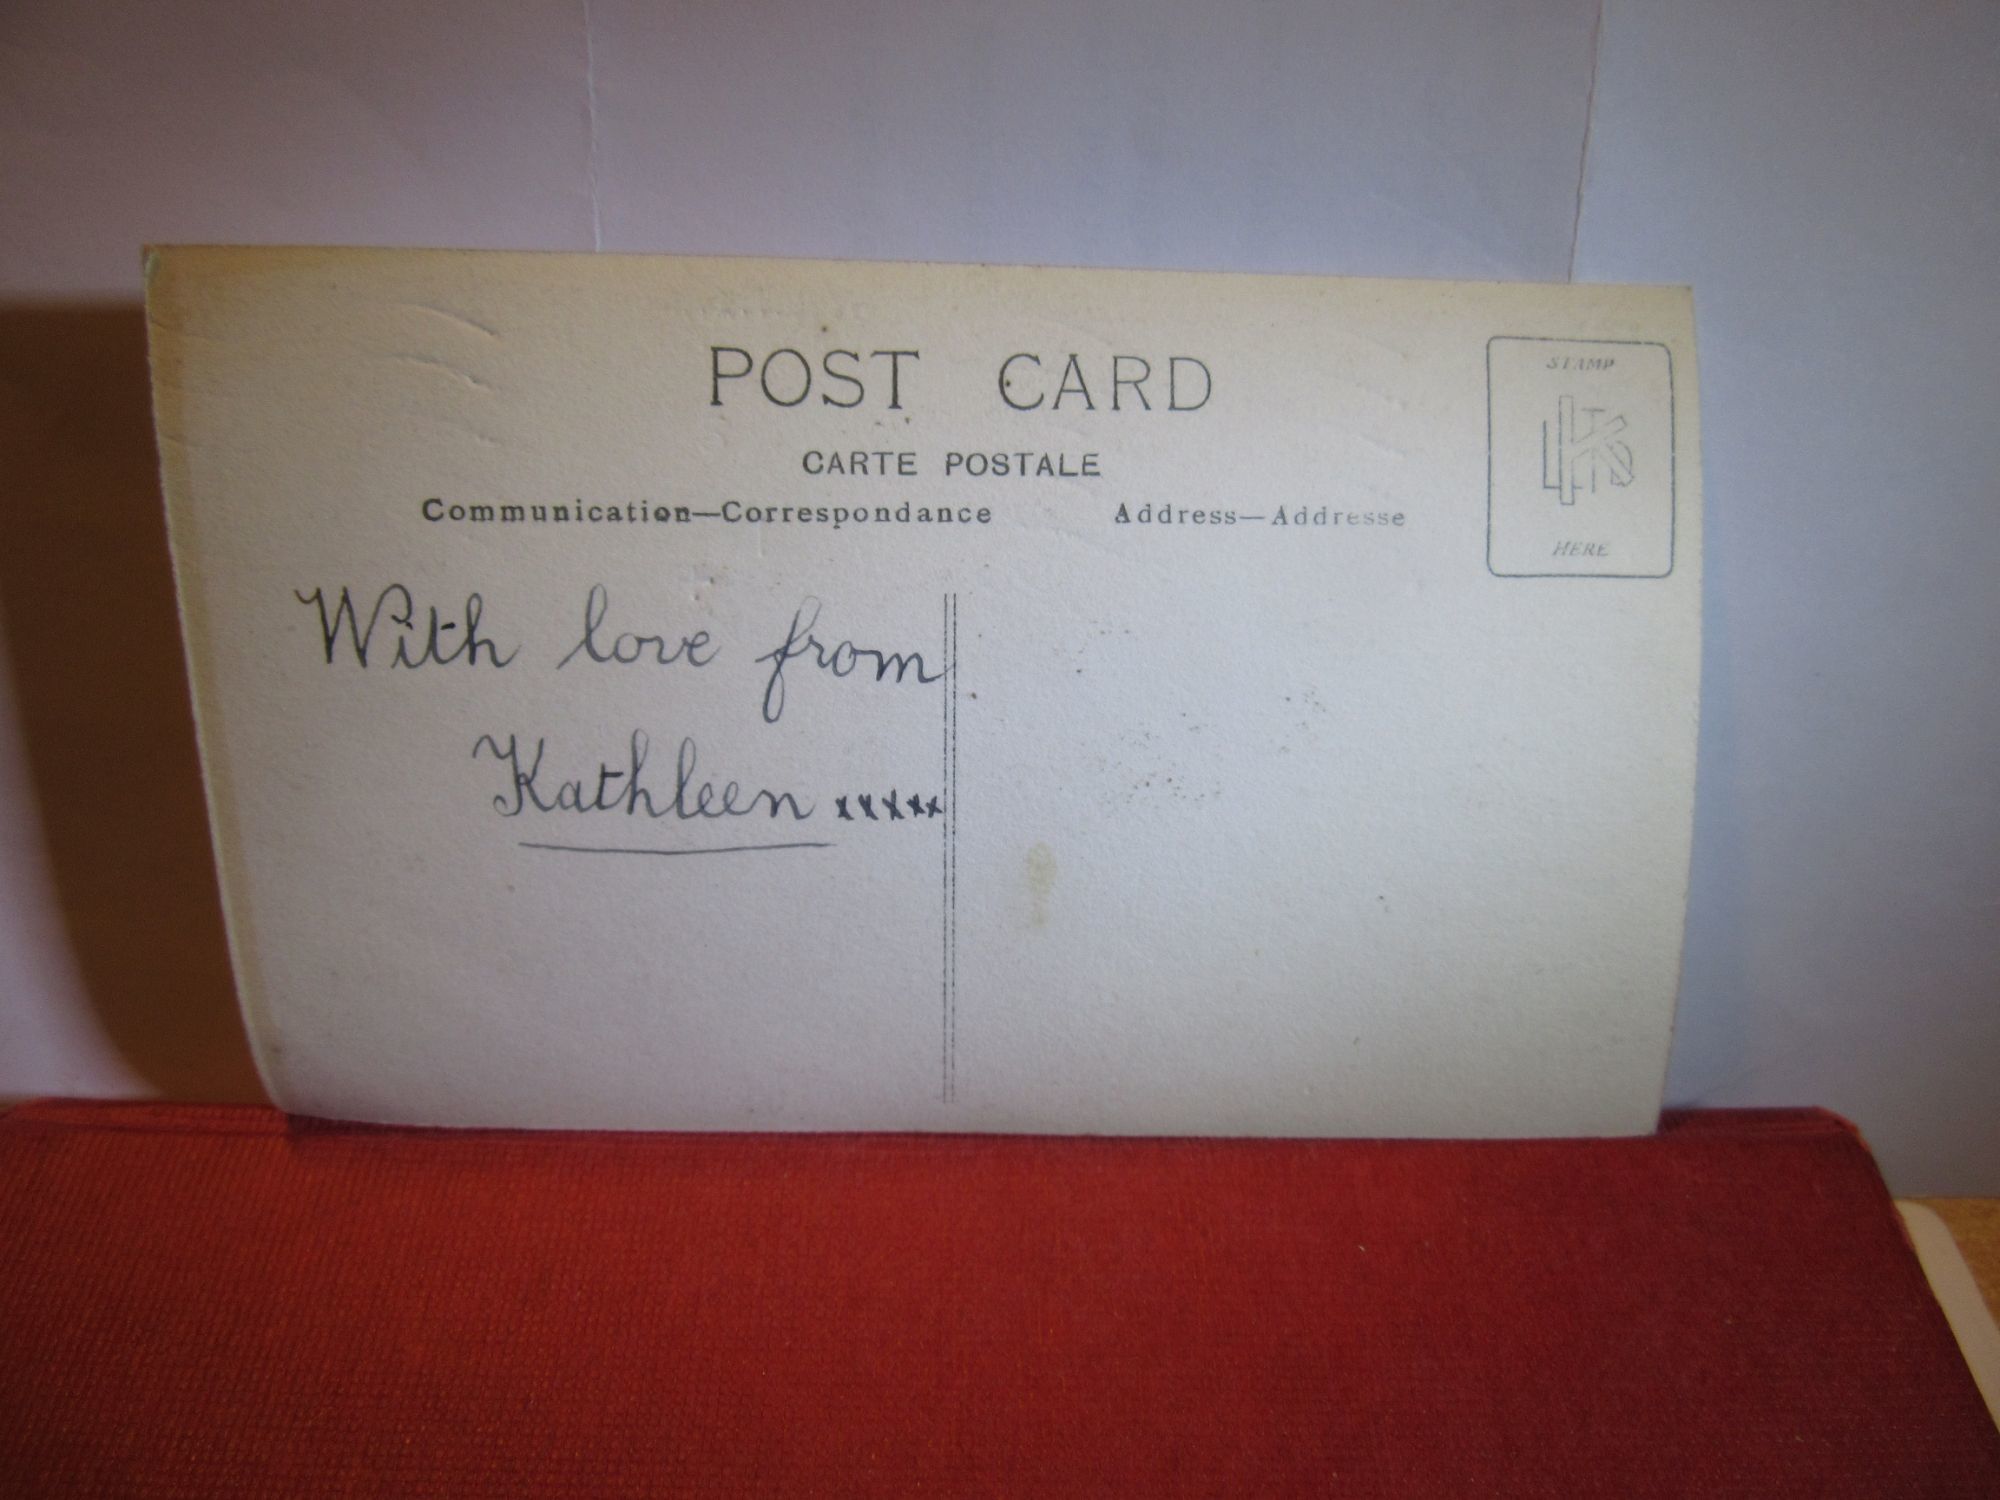 POST CARD
CARTE POSTALE
Communication—Correspondance
Address—Addresse
STAMP
HERE
With love from
Kathleen xxxxx